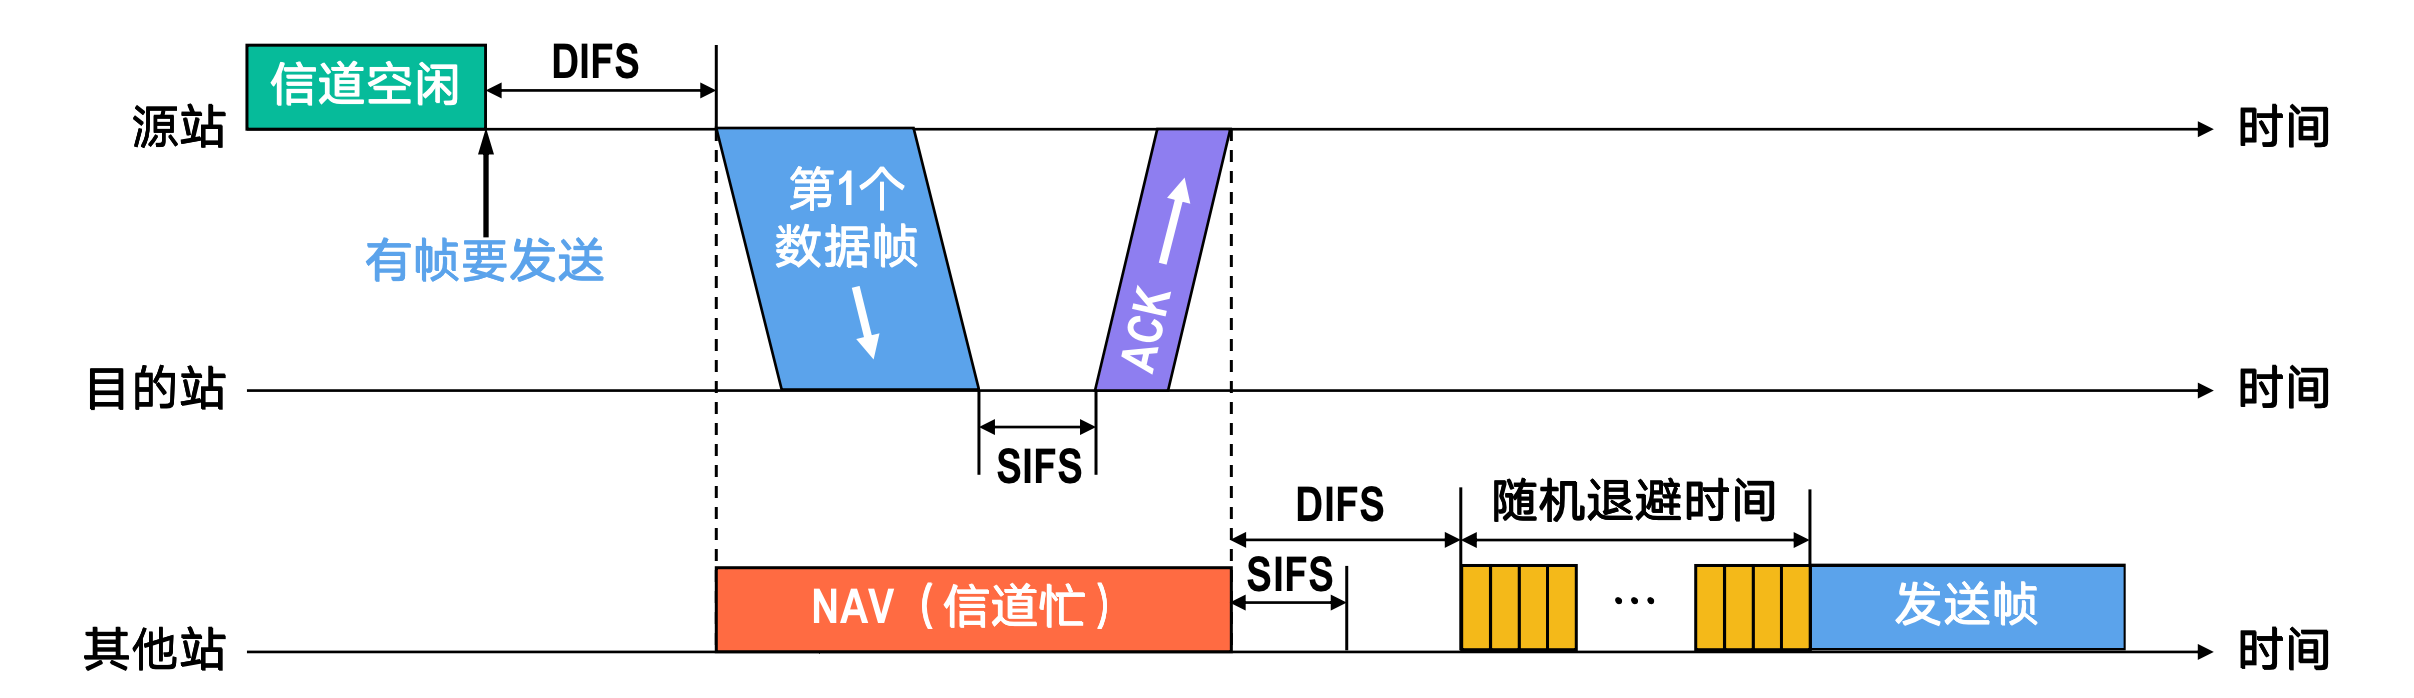 信道空闲
DIFS
源站
时间
有帧要发送
第1个
数据帧
ACK
目的站
时间
SIFS
DIFS
随机退避时间
SIFS
NAV（信道忙）
···
发送帧
其他站
时间